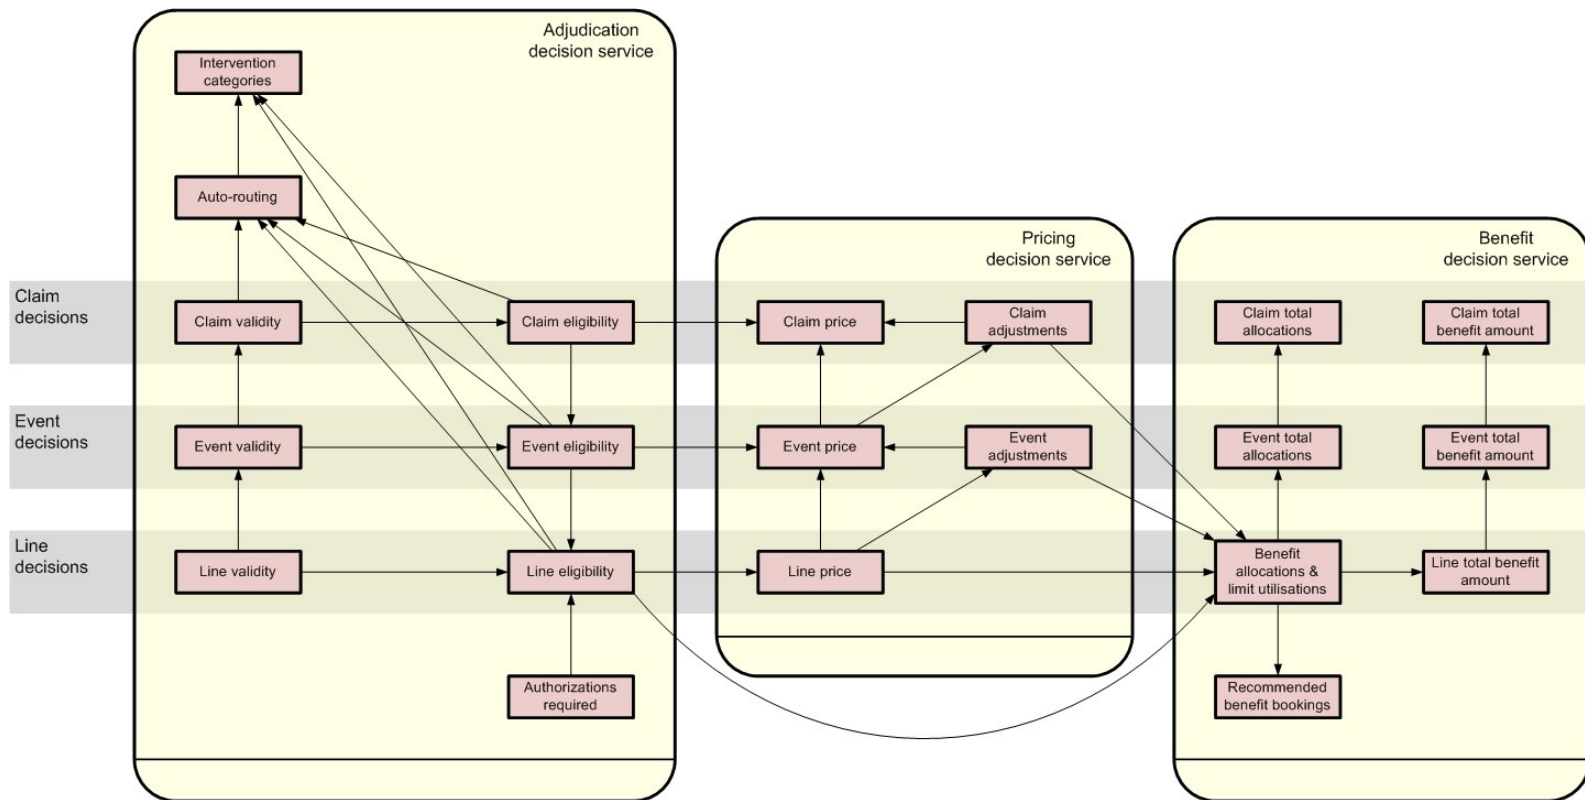 Adjudication
decision service
Intervention
categories
Auto-routing
Pricing
decision service
Benefit
decision service
Claim
decisions
Claim validity
Claim eligibility
Claim price
Claim
adjustments
Claim total
allocations
Claim total
benefit amount
Event
decisions
Event validity
Event eligibility
Event price
Event
adjustments
Event total
allocations
Event total
benefit amount
Line
decisions
Line validity
Line eligibility
Line price
Benefit
allocations &
limit utilisations
Line total benefit
amount
Authorizations
required
Recommended
benefit bookings